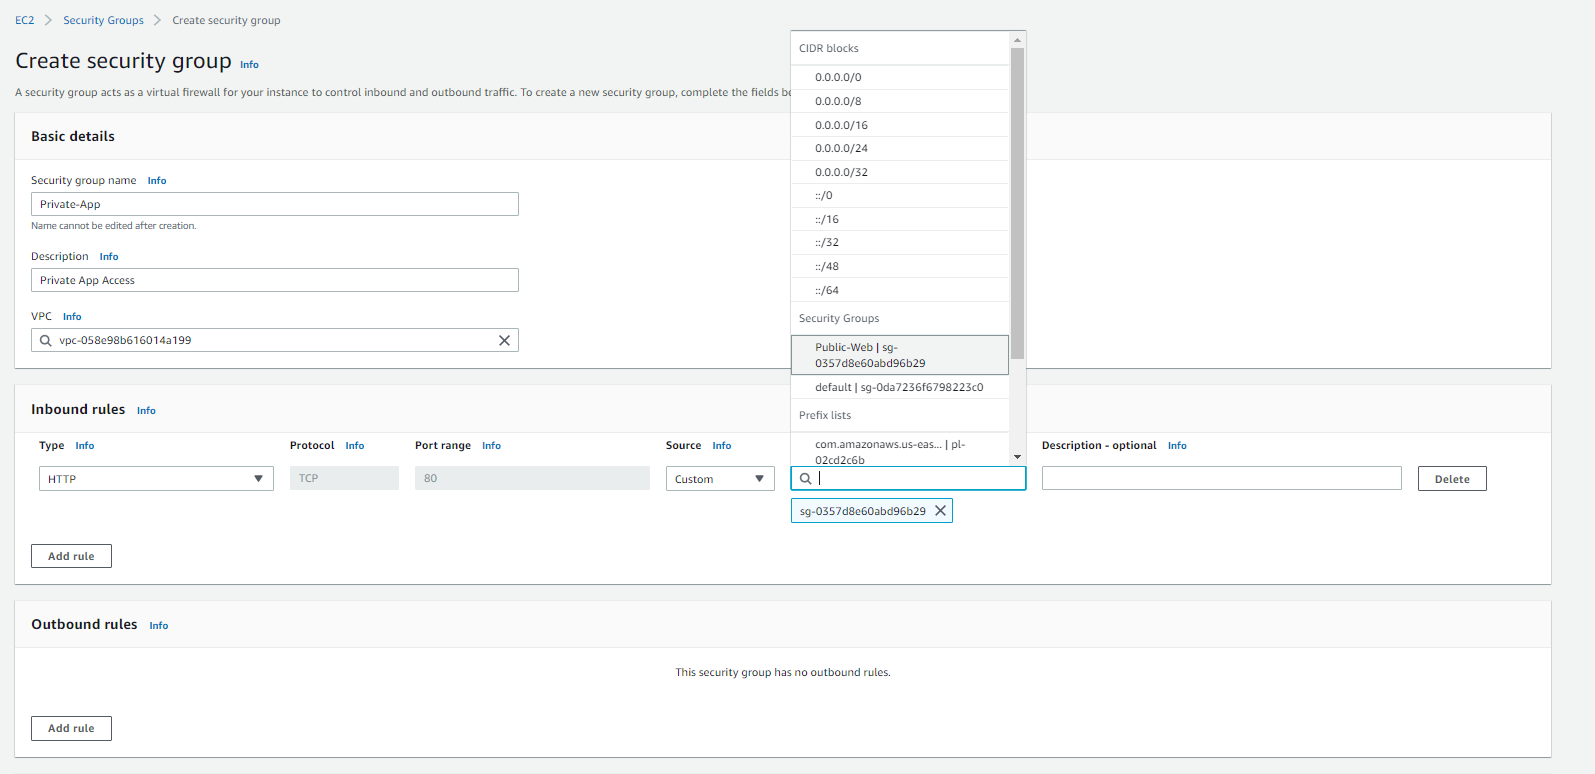 EC2 > Security Groups > Create security group
Create security group Info
A security group acts as a virtual firewall for your instance to control inbound and outbound traffic. To create a new security group, complete the fields be
Basic details
Security group name Info
Private-App
Name cannot be edited after creation.
Description Info
Private App Access
VPC Info
vpc-058e98b616014a199
CIDR blocks
0.0.0.0/0
0.0.0.0/8
0.0.0.0/16
0.0.0.0/24
0.0.0.0/32
::/0
::/16
::/32
::/48
::/64
Security Groups
Public-Web | sg-
0357d8e60abd96b29
default | sg-0da7236f6798223c0
Prefix lists
com.amazonaws.us-eas... | pl-
02cd2c6b
Inbound rules Info
Type Info Protocol Info Port range Info Source Info Description - optional Info
HTTP TCP 80 Custom Delete
sg-0357d8e60abd96b29
Add rule
Outbound rules Info
This security group has no outbound rules.
Add rule